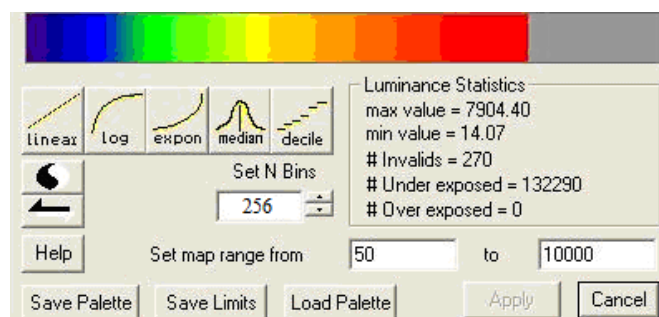 linear log expon median decile
Luminance Statistics
max value = 7904.40
min value = 14.07
# Invalids = 270
# Under exposed = 132290
# Over exposed = 0
Set N Bins
256
Help
Set map range from 50 to 10000
Save Palette Save Limits Load Palette Apply Cancel